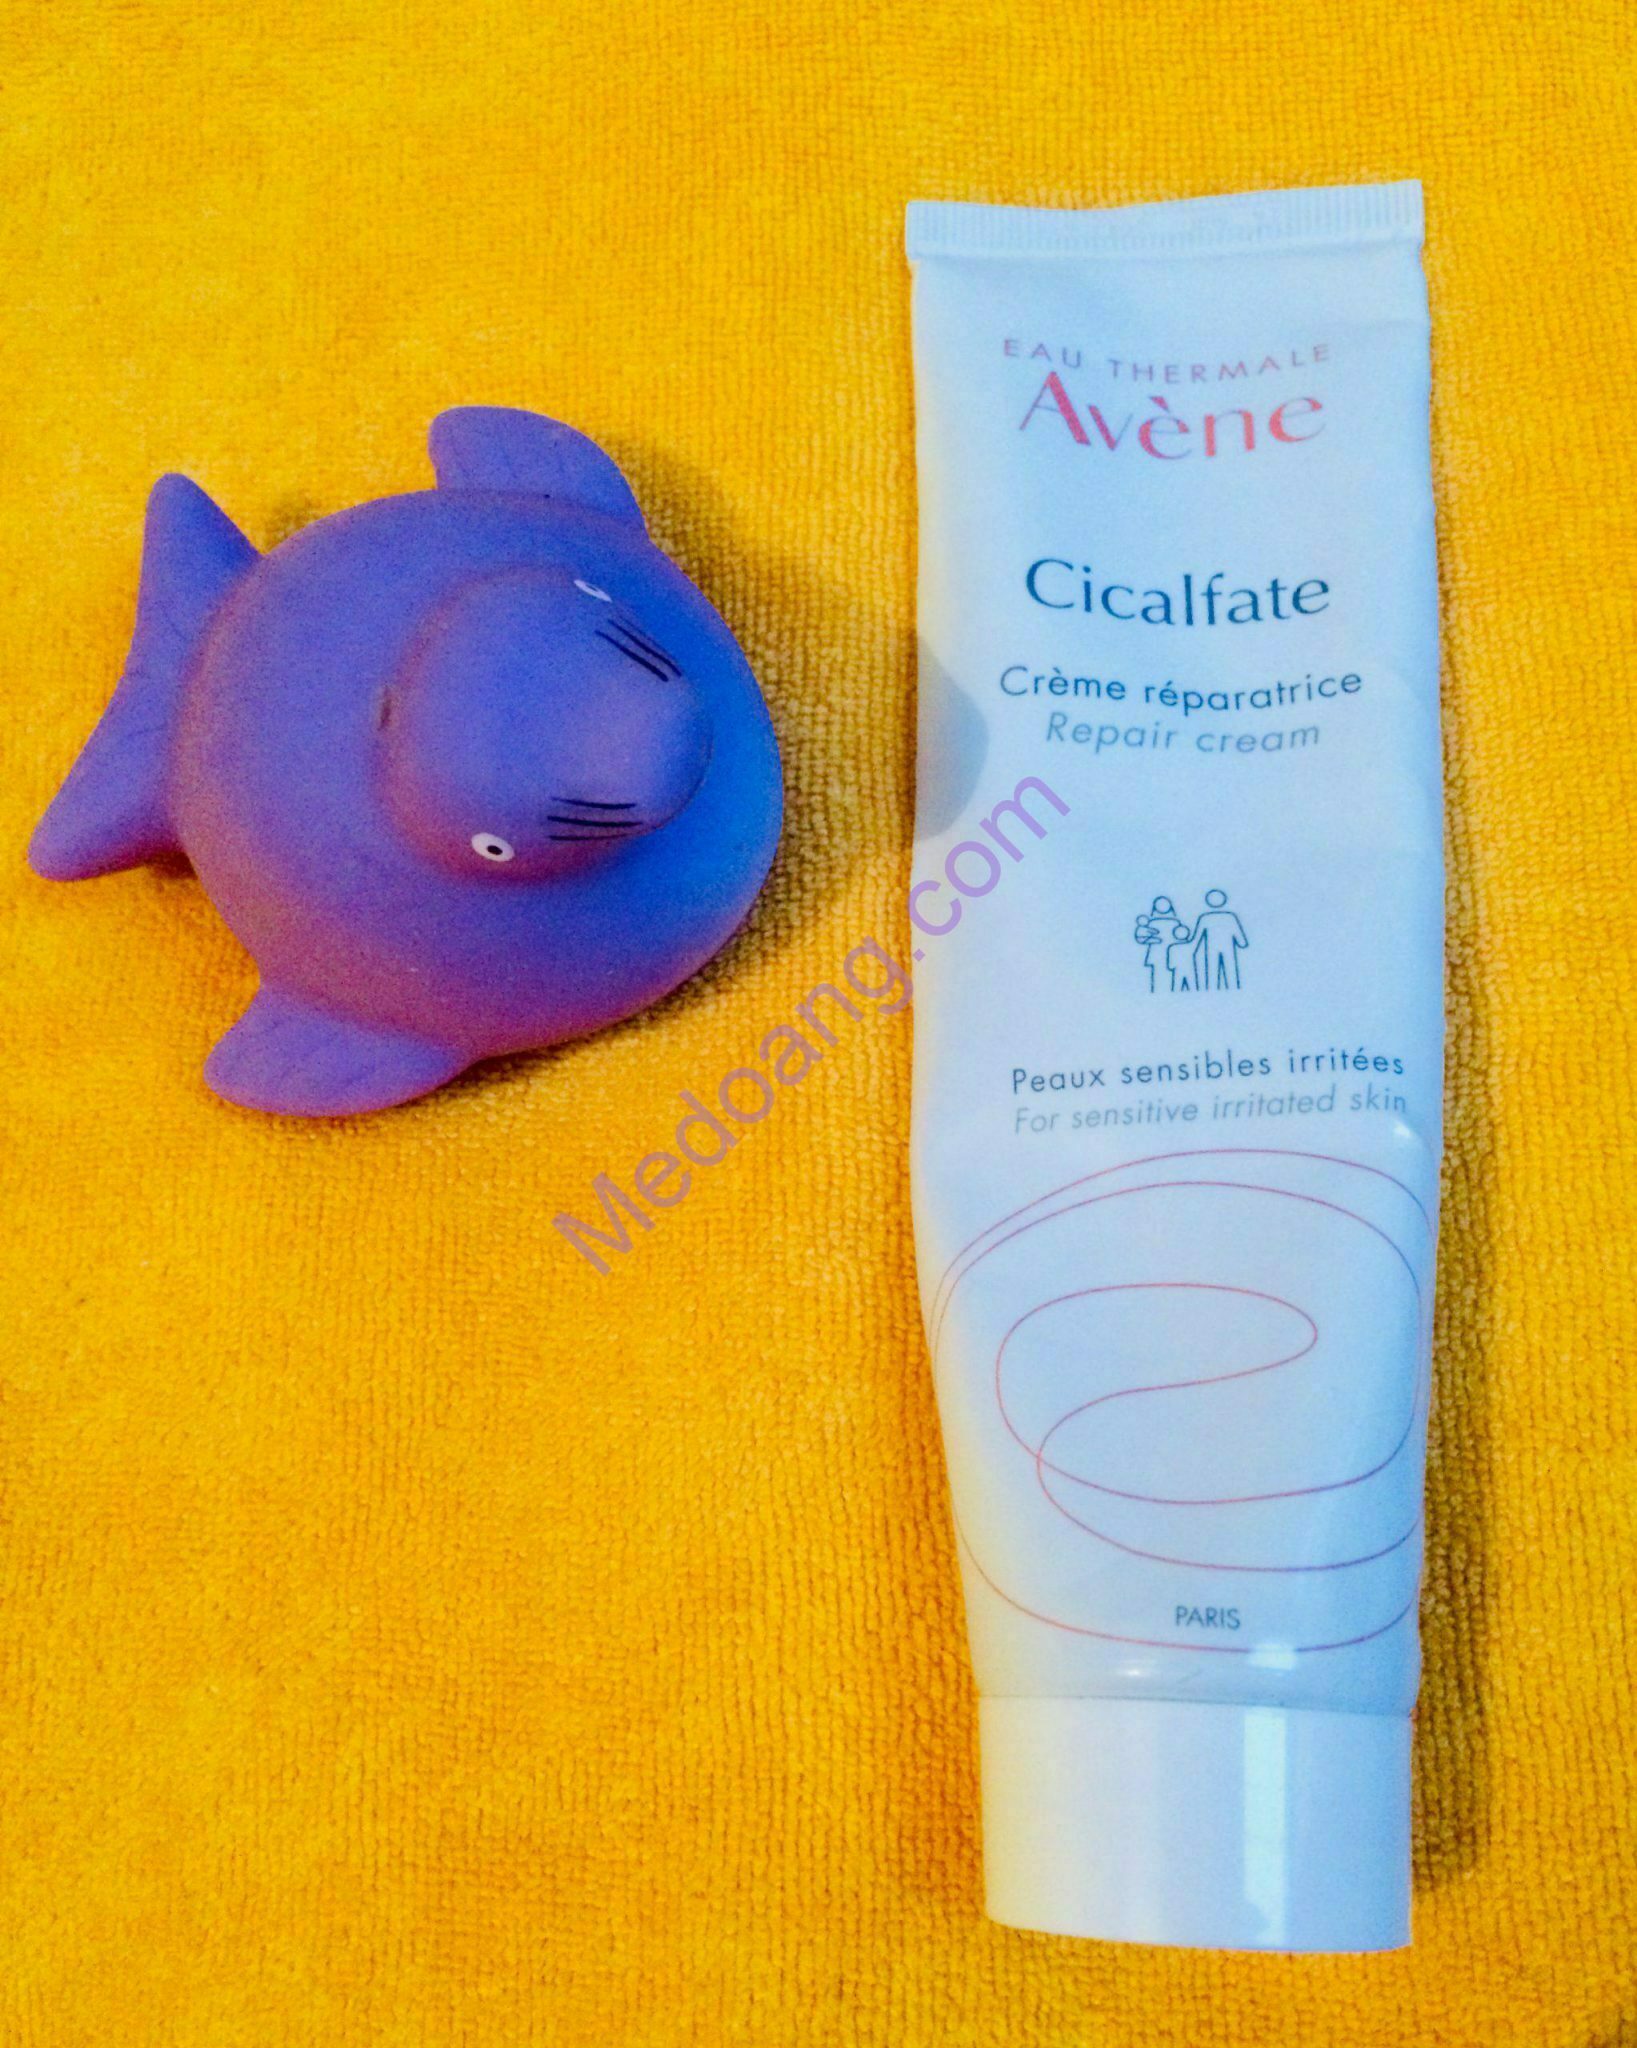 EAU THERMALE
Avène
Cicalfate
Crème réparatrice
Repair cream
Medoang.com
Peaux sensibles irritées
For sensitive irritated skin
PARIS